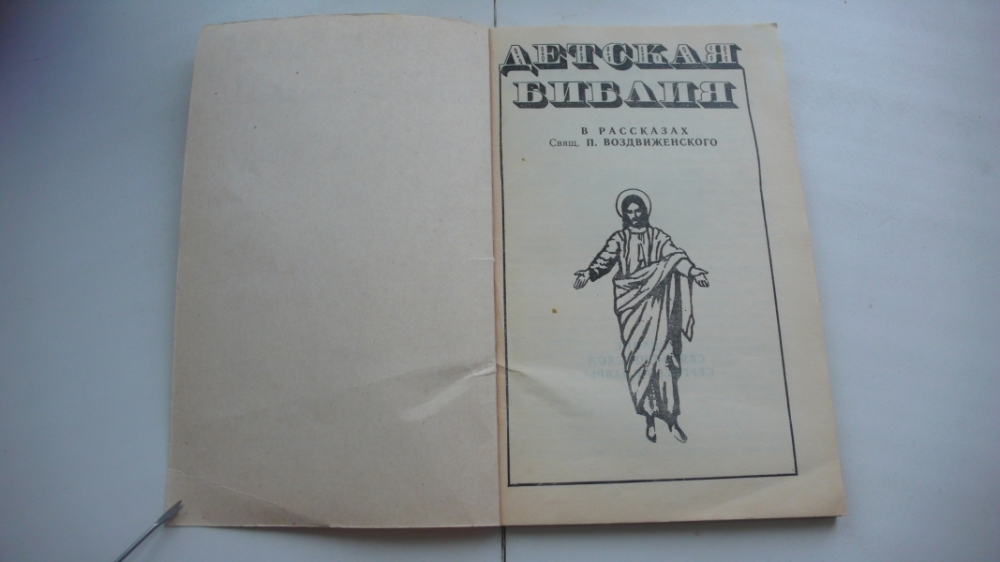 ДЕТСКАЯ
БИБЛИЯ
В РАССКАЗАХ
Свящ. П. ВОЗДВИЖЕНСКОГО